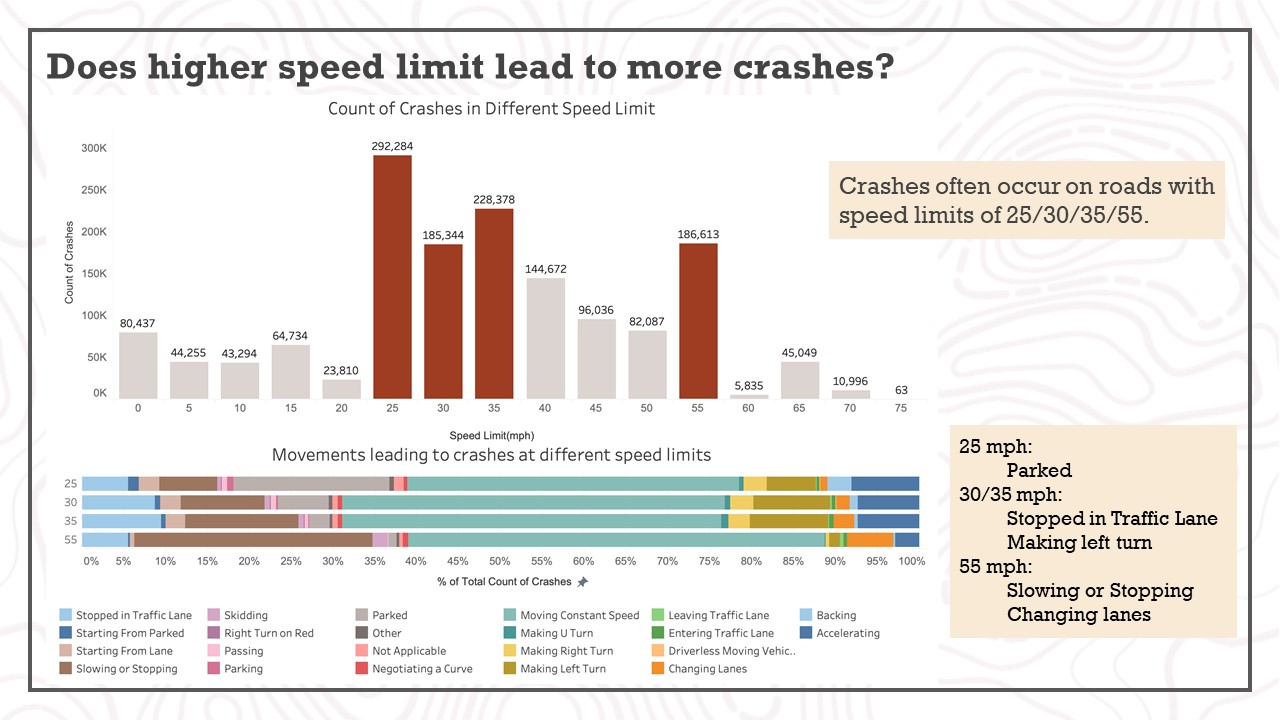 Does higher speed limit lead to more crashes?
Count of Crashes in Different Speed Limit
Count of Crashes
300K
250K
200K
150K
100K
50K
0K
80,437
44,255
43,294
64,734
23,810
292,284
185,344
228,378
144,672
96,036
82,087
186,613
5,835
45,049
10,996
63
0 5 10 15 20 25 30 35 40 45 50 55 60 65 70 75
Speed Limit(mph)
Crashes often occur on roads with
speed limits of 25/30/35/55.
Movements leading to crashes at different speed limits
25
30
35
55
0% 5% 10% 15% 20% 25% 30% 35% 40% 45% 50% 55% 60% 65% 70% 75% 80% 85% 90% 95% 100%
% of Total Count of Crashes
Stopped in Traffic Lane
Starting From Parked
Starting From Lane
Slowing or Stopping
Skidding
Right Turn on Red
Passing
Parking
Parked
Other
Not Applicable
Negotiating a Curve
Moving Constant Speed
Making U Turn
Making Right Turn
Making Left Turn
Leaving Traffic Lane
Entering Traffic Lane
Driverless Moving Vehic..
Changing Lanes
Backing
Accelerating
25 mph:
Parked
30/35 mph:
Stopped in Traffic Lane
Making left turn
55 mph:
Slowing or Stopping
Changing lanes